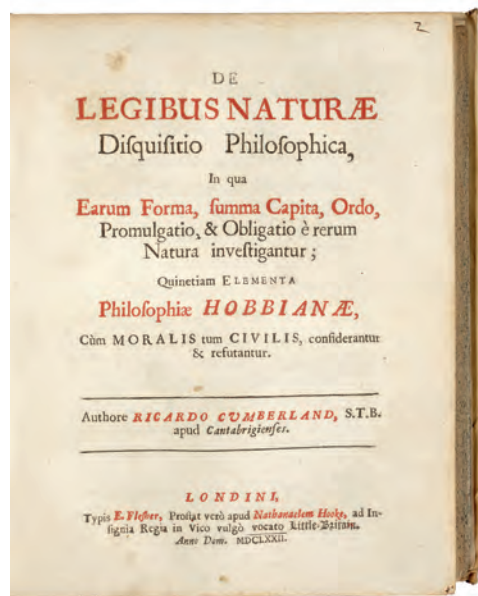 2
DE
LEGIBUS NATURÆ
Diſquiſitio Philoſophica,
In qua
Earum Forma, ſumma Capita, Ordo,
Promulgatio, & Obligatio è rerum
Natura inveſtigantur;
Quinetiam ELEMENTA
Philoſophiæ HOBBIANÆ,
Cùm MORALIS tum CIVILIS, conſiderantur
& refutantur.
Authore RICARDO CVMBERLAND, S.T.B.
apud Cantabrigienſes.
LONDINI,
Typis E. Fleſher, Proſtat verò apud Nathanaelem Hooke, ad In-
ſignia Regia in Vico vulgò vocato Little-Britain.
Anno Dom. MDCLXXII.